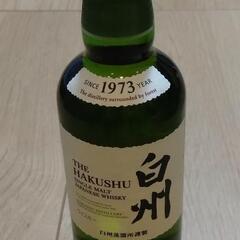 SINCE 1973 YEAR
The distillery surrounded by forest
THE
HAKUSHU
SINGLE MALT
JAPANESE WHISKY
白州
白州蒸溜所謹製